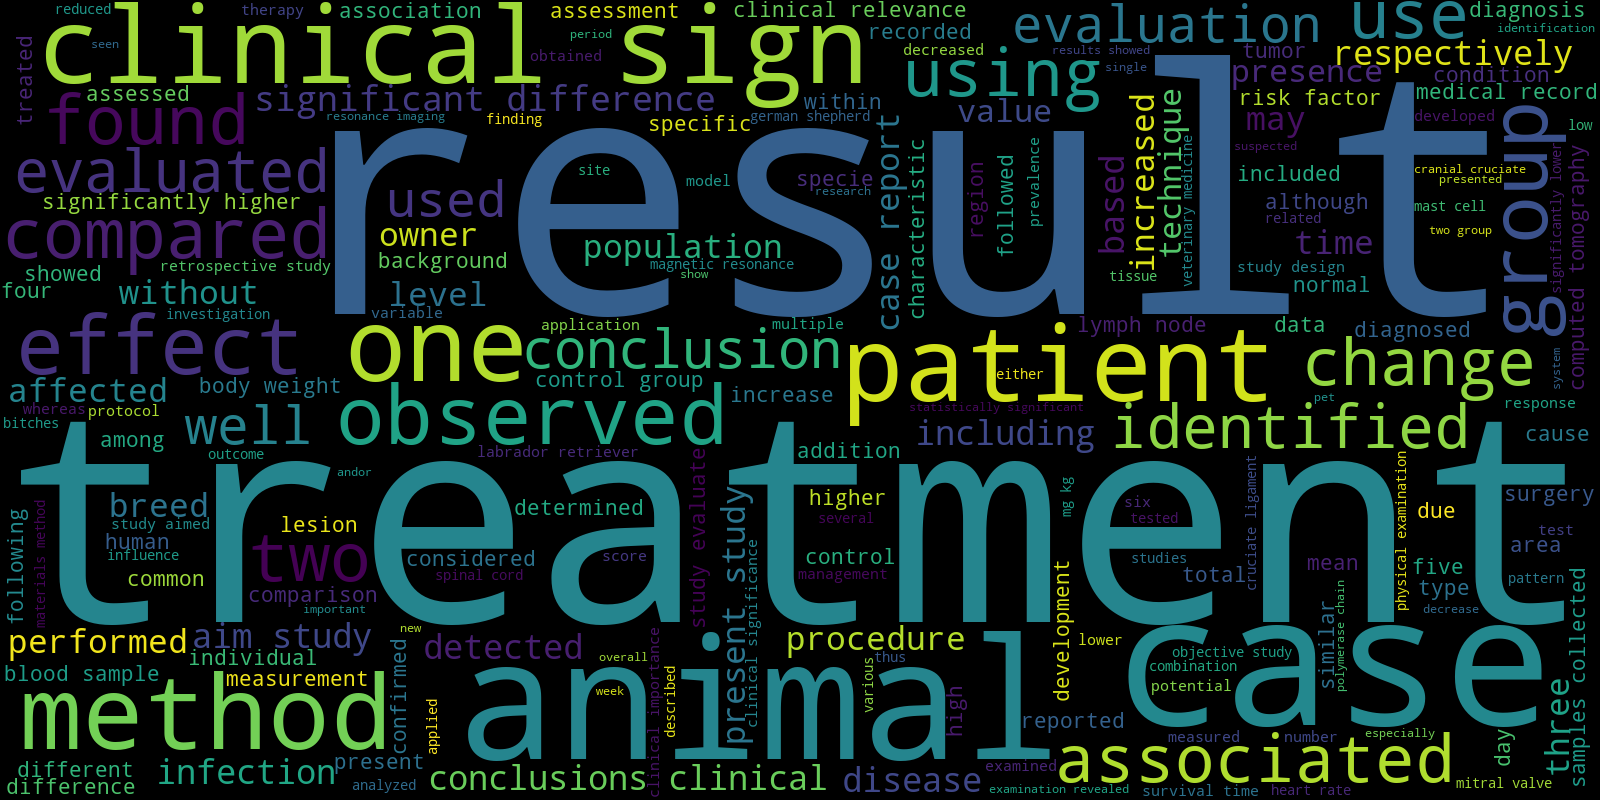 reduced
therapy
association
assessment
clinical relevance
use
diagnosis
clinical sign
seen
period
recorded
evaluation
identification
treated
obtained
decreased
results showed
tumor
respectively
assessed
using
single
presence
condition
found
significant difference
within
value
risk factor
medical record
resonance imaging
finding
specific
german shepherd
case report
increased
technique
may
developed
low
group
result
evaluated
site
model
specie
research
characteristic
region
followed
prevalence
based
veterinary medicine
included
suspected
cranial cruciate
presented
computed tomography
significantly lower
significantly higher
used
although
mast cell
compared
owner
population
related
two group
time
showed
retrospective study
background
magnetic resonance
show
tissue
study design
four
without
level
normal
investigation
variable
application
multiple
lymph node
data
diagnosed
effect
one
conclusion
patient
change
system
either
affected
body weight
control group
increase
pet
whereas
protocol
statistically significant
response
bitches
well
observed
including
identified
cause
among
outcome
labrador retriever
study evaluate
addition
andor
treatment
physical examination
cruciate ligament
mg kg
breed
determined
present study
higher
six
surgery
materials method
study aimed
lesion
several
tested
due
test
following
human
two
considered
score
control
studies
area
influence
common
spinal cord
management
total
mean
five
pattern
comparison
clinical significance
development
type
important
decrease
polymerase chain
samples collected
new
performed
aim study
detected
procedure
lower
case
similar
individual
confirmed
overall
thus
objective study
blood sample
measurement
combination
method
animal
week
various
potential
clinical importance
described
high
applied
reported
three
measured
number
especially
day
associated
different
infection
present
examined
difference
analyzed
conclusions
clinical
disease
examination revealed
survival time
heart rate
mitral valve